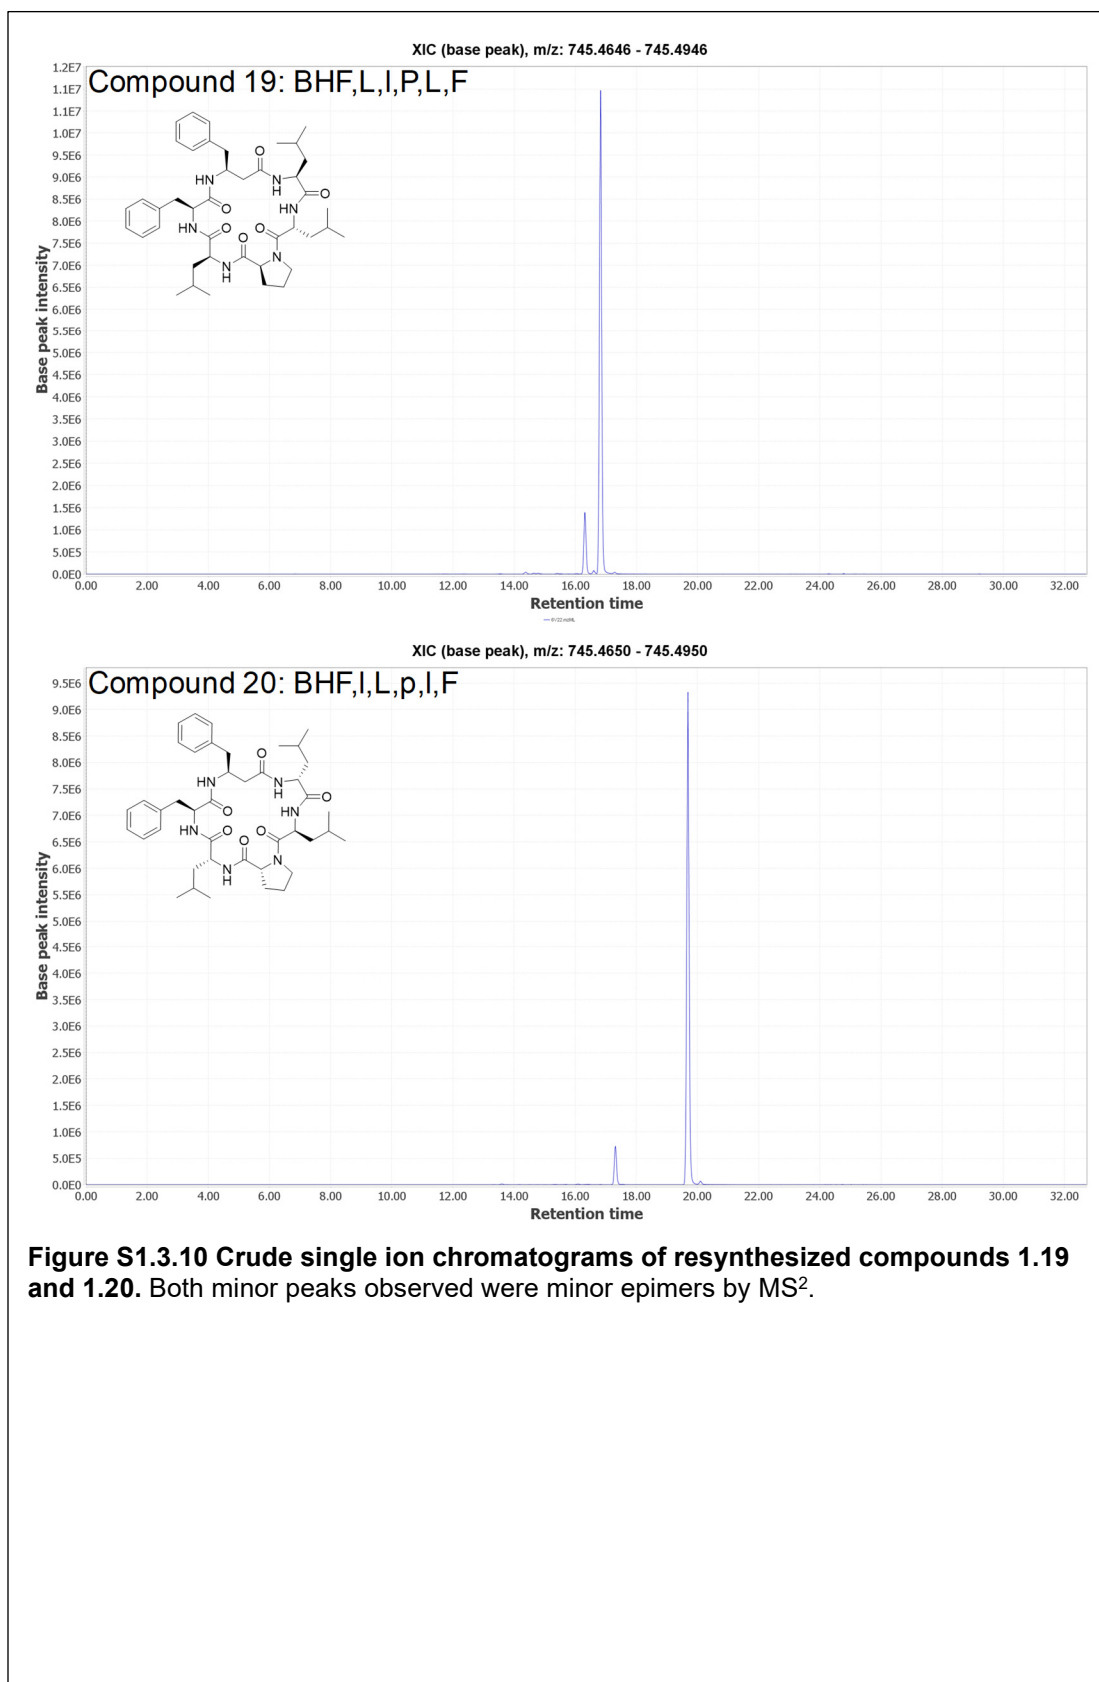 XIC (base peak), m/z: 745.4646 - 745.4946
Compound 19: BHF,L,l,P,L,F
1.2E7
1.1E7
1.1E7
1.0E7
9.5E6
9.0E6
8.5E6
8.0E6
7.5E6
7.0E6
6.5E6
6.0E6
5.5E6
5.0E6
4.5E6
4.0E6
3.5E6
3.0E6
2.5E6
2.0E6
1.5E6
1.0E6
5.0E5
0.0E0
Base peak intensity
O
HN
N
H
O
O
HN
HN
O
O
O
N
N
H
0.00 2.00 4.00 6.00 8.00 10.00 12.00 14.00 16.00 18.00 20.00 22.00 24.00 26.00 28.00 30.00 32.00
Retention time
XIC (base peak), m/z: 745.4650 - 745.4950
Compound 20: BHF,l,L,p,l,F
9.5E6
9.0E6
8.5E6
8.0E6
7.5E6
7.0E6
6.5E6
6.0E6
5.5E6
5.0E6
4.5E6
4.0E6
3.5E6
3.0E6
2.5E6
2.0E6
1.5E6
1.0E6
5.0E5
0.0E0
Base peak intensity
O
HN
N
H
O
O
HN
HN
O
O
O
N
N
H
0.00 2.00 4.00 6.00 8.00 10.00 12.00 14.00 16.00 18.00 20.00 22.00 24.00 26.00 28.00 30.00 32.00
Retention time
Figure S1.3.10 Crude single ion chromatograms of resynthesized compounds 1.19
and 1.20. Both minor peaks observed were minor epimers by MS².